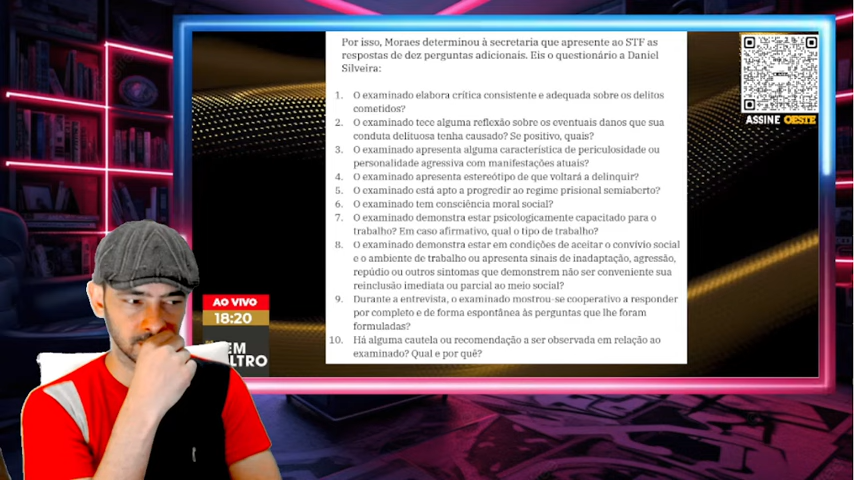 Por isso, Moraes determinou à secretaria que apresente ao STF as
respostas de dez perguntas adicionais. Eis o questionário a Daniel
Silveira:
1. O examinado elabora crítica consistente e adequada sobre os delitos
cometidos?
2. O examinado tece alguma reflexão sobre os eventuais danos que sua
conduta delituosa tenha causado? Se positivo, quais?
3. O examinado apresenta alguma característica de periculosidade ou
personalidade agressiva com manifestações atuais?
4. O examinado apresenta estereótipo de que voltará a delinquir?
5. O examinado está apto a progredir ao regime prisional semiaberto?
6. O examinado tem consciência moral social?
7. O examinado demonstra estar psicologicamente capacitado para o
trabalho? Em caso afirmativo, qual o tipo de trabalho?
8. O examinado demonstra estar em condições de aceitar o convívio social
e o ambiente de trabalho ou apresenta sinais de inadaptação, agressão,
repúdio ou outros sintomas que demonstrem não ser conveniente sua
reinclusão imediata ou parcial ao meio social?
9. Durante a entrevista, o examinado mostrou-se cooperativo a responder
por completo e de forma espontânea às perguntas que lhe foram
formuladas?
10. Há alguma cautela ou recomendação a ser observada em relação ao
examinado? Qual e por quê?
ASSINE OESTE
AO VIVO
18:20
EM
LTRO